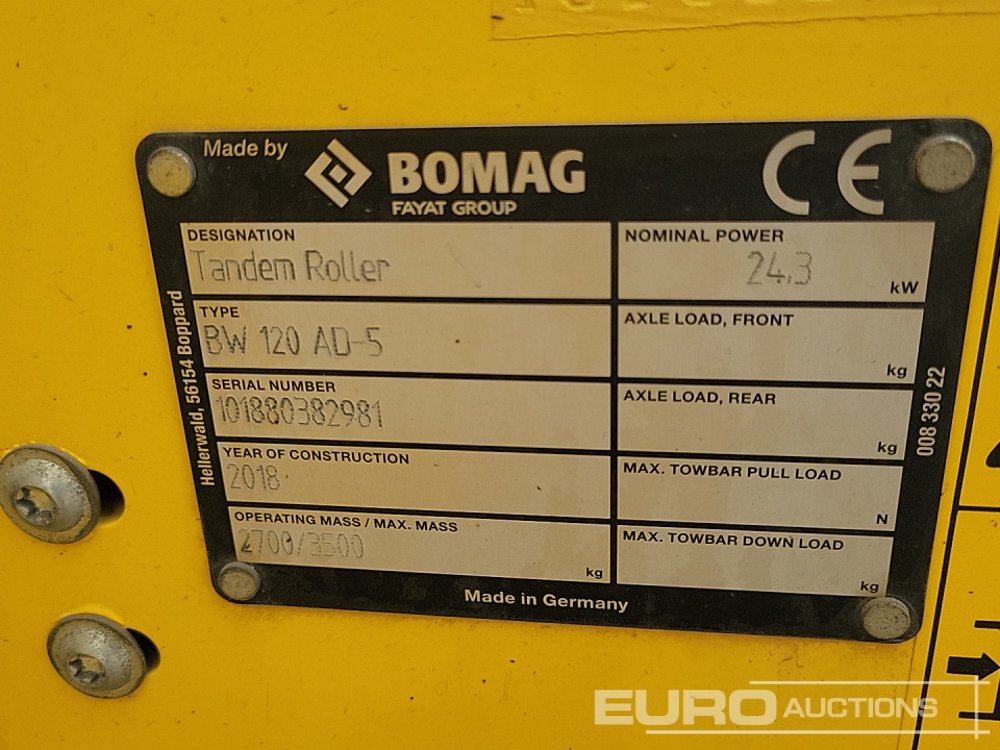 Made by
BOMAG
FAYAT GROUP
CE
DESIGNATION
Tandem Roller
NOMINAL POWER
24.3
kW
TYPE
BW 120 AD-5
AXLE LOAD, FRONT
kg
SERIAL NUMBER
101880382981
AXLE LOAD, REAR
kg
YEAR OF CONSTRUCTION
2018
MAX. TOWBAR PULL LOAD
N
OPERATING MASS / MAX. MASS
2700/3500
kg
MAX. TOWBAR DOWN LOAD
kg
Hellerwald, 56154 Boppard
008 330 22
Made in Germany
EURO AUCTIONS